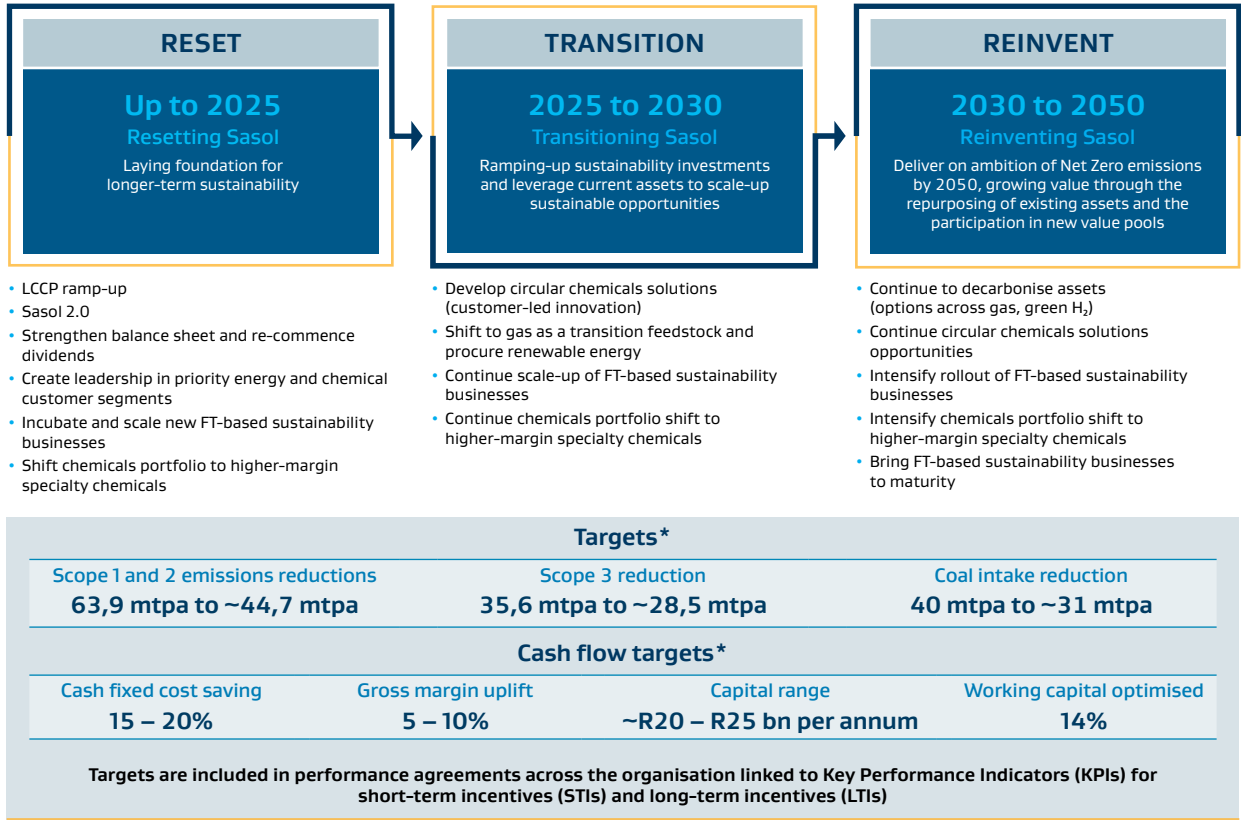 RESET
Up to 2025
Resetting Sasol
Laying foundation for
longer-term sustainability
• LCCP ramp-up
• Sasol 2.0
• Strengthen balance sheet and re-commence
dividends
• Create leadership in priority energy and chemical
customer segments
• Incubate and scale new FT-based sustainability
businesses
• Shift chemicals portfolio to higher-margin
specialty chemicals
TRANSITION
2025 to 2030
Transitioning Sasol
Ramping-up sustainability investments
and leverage current assets to scale-up
sustainable opportunities
• Develop circular chemicals solutions
(customer-led innovation)
• Shift to gas as a transition feedstock and
procure renewable energy
• Continue scale-up of FT-based sustainability
businesses
• Continue chemicals portfolio shift to
higher-margin specialty chemicals
REINVENT
2030 to 2050
Reinventing Sasol
Deliver on ambition of Net Zero emissions
by 2050, growing value through the
repurposing of existing assets and the
participation in new value pools
• Continue to decarbonise assets
(options across gas, green H₂)
• Continue circular chemicals solutions
opportunities
• Intensify rollout of FT-based sustainability
businesses
• Intensify chemicals portfolio shift to
higher-margin specialty chemicals
• Bring FT-based sustainability businesses
to maturity
Targets*
Scope 1 and 2 emissions reductions
63,9 mtpa to ~44,7 mtpa
Scope 3 reduction
35,6 mtpa to ~28,5 mtpa
Coal intake reduction
40 mtpa to ~31 mtpa
Cash flow targets*
Cash fixed cost saving
15 – 20%
Gross margin uplift
5 – 10%
Capital range
~R20 – R25 bn per annum
Working capital optimised
14%
Targets are included in performance agreements across the organisation linked to Key Performance Indicators (KPIs) for
short-term incentives (STIs) and long-term incentives (LTIs)